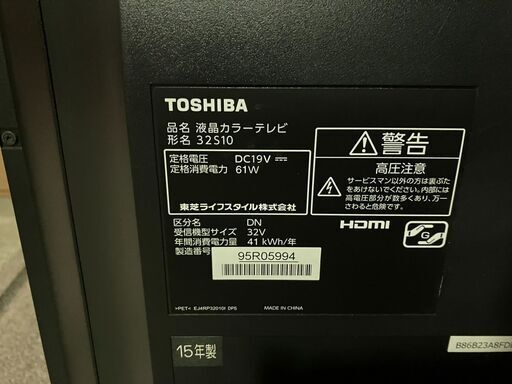 TOSHIBA
品名 液晶カラーテレビ
形名 32S10
定格電圧 DC19V ⎓
定格消費電力 61W
東芝ライフスタイル株式会社
区分名 DN
受信機型サイズ 32V
年間消費電力量 41 kWh/年
製造番号
95R05994
>PET< EJ4RP32010I DPS MADE IN CHINA
警告
高圧注意
サービスマン以外の方は裏ぶた
をあけないでください。内部には
高電圧部分が数多くあり、万一
さわると危険です。
HDMI
G
15年製